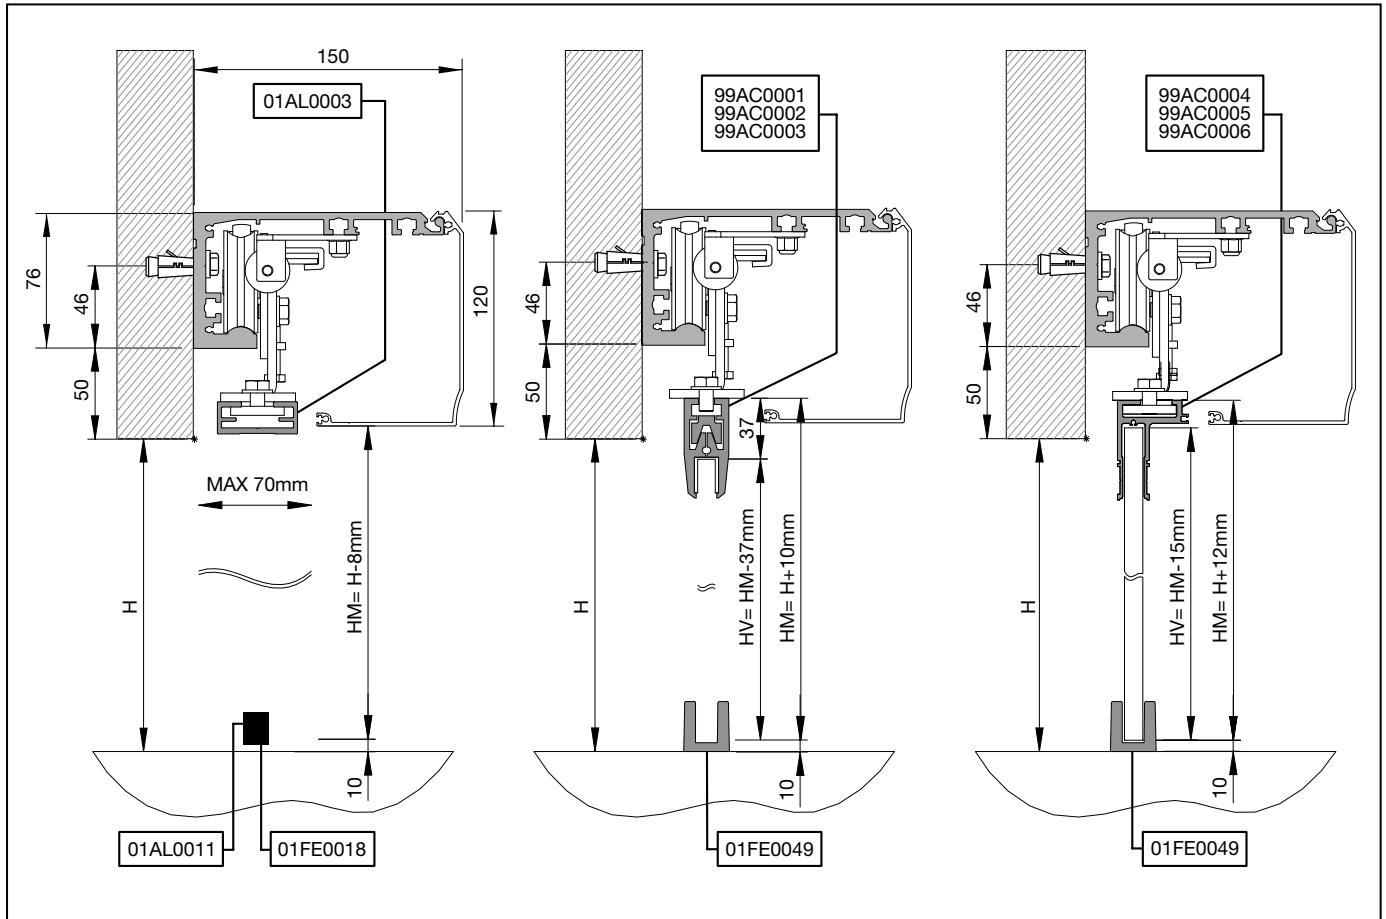 150
01AL0003
76
46
50
120
MAX 70mm
H
HM= H-8mm
10
01AL0011
01FE0018
99AC0001
99AC0002
99AC0003
46
50
37
H
HV= HM-37mm
HM= H+10mm
10
01FE0049
99AC0004
99AC0005
99AC0006
46
50
H
HV= HM-15mm
HM= H+12mm
10
01FE0049